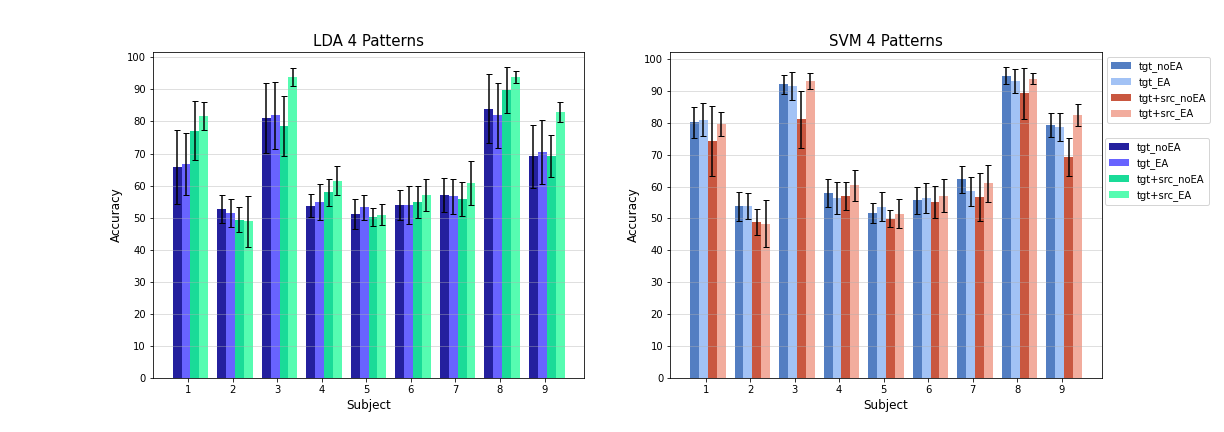 LDA 4 Patterns
Accuracy
100
90
80
70
60
50
40
30
20
10
0
1 2 3 4 5 6 7 8 9
Subject
SVM 4 Patterns
Accuracy
100
90
80
70
60
50
40
30
20
10
0
1 2 3 4 5 6 7 8 9
Subject
tgt_noEA
tgt_EA
tgt+src_noEA
tgt+src_EA
tgt_noEA
tgt_EA
tgt+src_noEA
tgt+src_EA